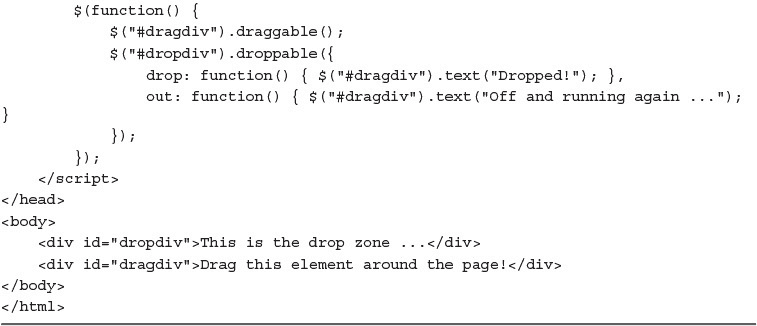 $(function() {
$("#dragdiv").draggable();
$("#dropdiv").droppable({
drop: function() { $("#dragdiv").text("Dropped!"); },
out: function() { $("#dragdiv").text("Off and running again ...");
}
});
});
</script>
</head>
<body>
<div id="dropdiv">This is the drop zone ...</div>
<div id="dragdiv">Drag this element around the page!</div>
</body>
</html>